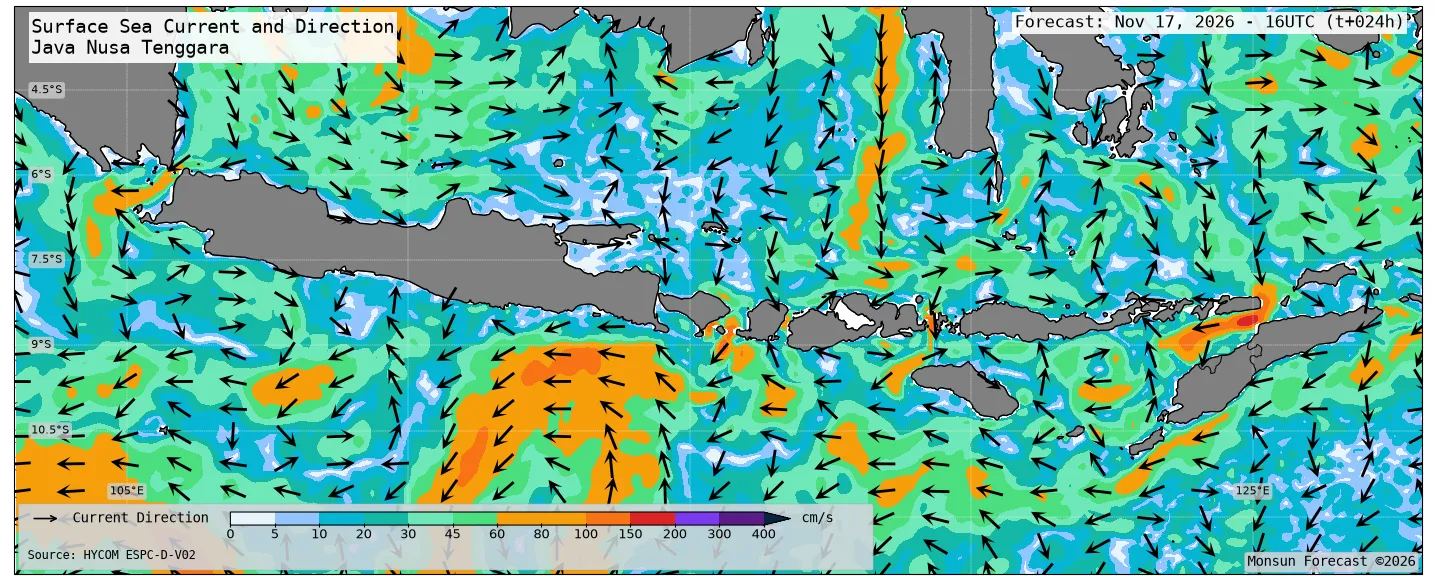 Surface Sea Current and Direction
Java Nusa Tenggara
Forecast: Nov 17, 2026 - 16UTC (t+024h)
4.5°S
6°S
7.5°S
9°S
10.5°S
105°E
125°E
Current Direction
0 5 10 20 30 45 60 80 100 150 200 300 400 cm/s
Source: HYCOM ESPC-D-V02
Monsun Forecast ©2026